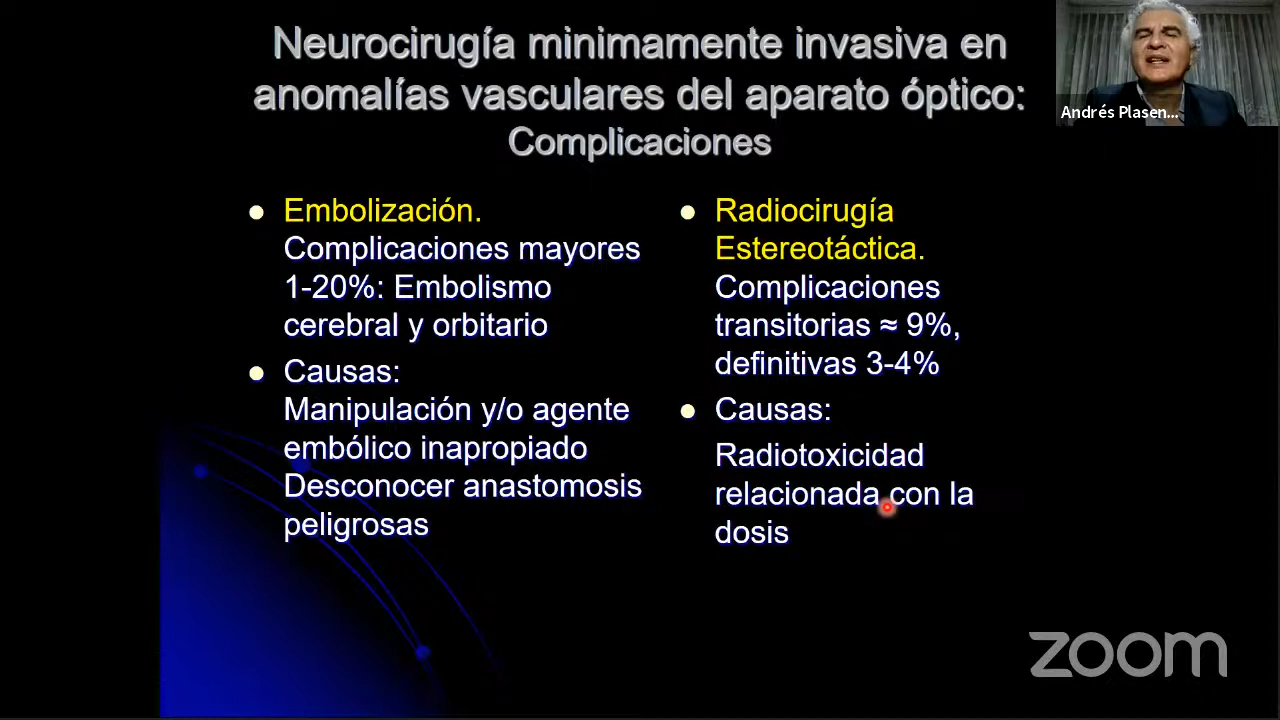 Neurocirugía minimamente invasiva en
anomalías vasculares del aparato óptico:
Complicaciones
Andrés Plasen...
Embolización.
Complicaciones mayores
1-20%: Embolismo
cerebral y orbitario
Causas:
Manipulación y/o agente
embólico inapropiado
Desconocer anastomosis
peligrosas
Radiocirugía
Estereotáctica.
Complicaciones
transitorias ≈ 9%,
definitivas 3-4%
Causas:
Radiotoxicidad
relacionada con la
dosis
zoom